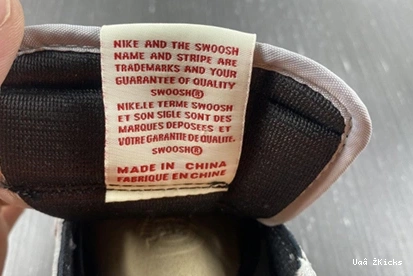 NIKE AND THE SWOOSH
NAME AND STRIPE ARE
TRADEMARKS AND YOUR
GUARANTEE OF QUALITY
SWOOSH®
NIKE.LE TERME SWOOSH
ET SON SIGLE SONT DES
MARQUES DEPOSEES ET
VOTRE GARANTIE DE QUALITE.
SWOOSH®
MADE IN CHINA
FABRIQUE EN CHINE
Uaâ ŽKicks